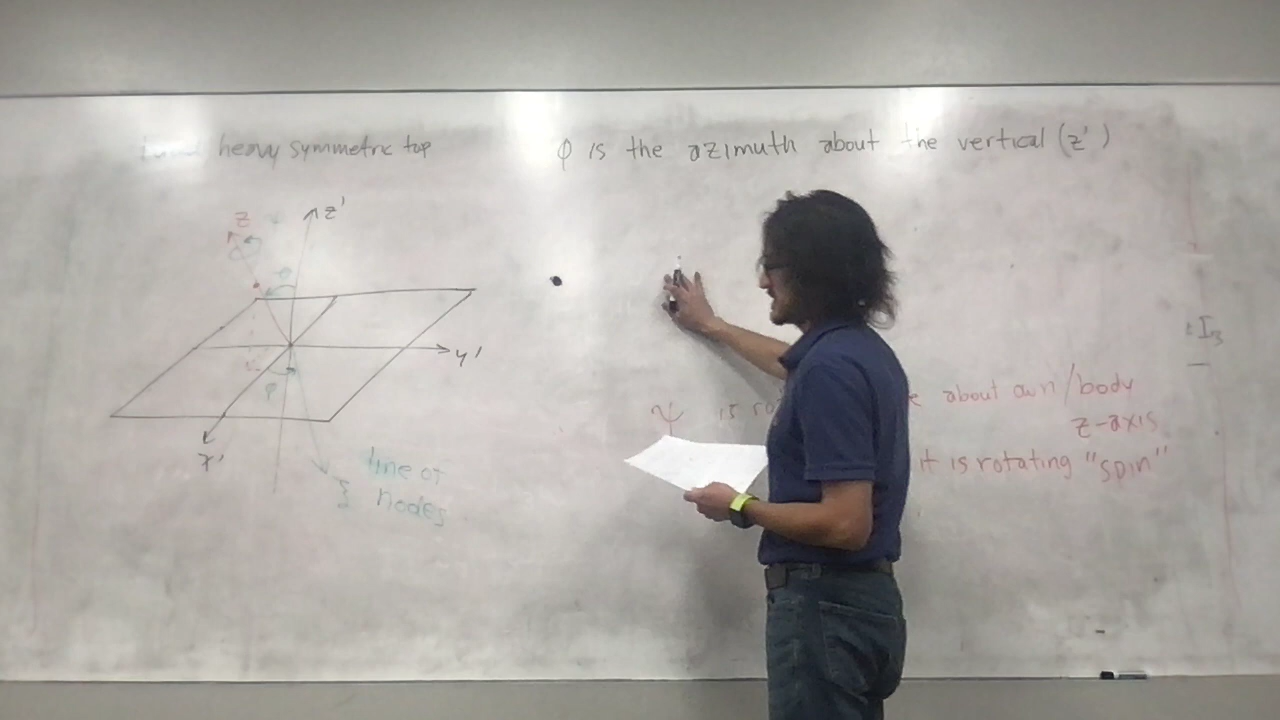 heavy symmetric top
φ is the azimuth about the vertical (z')
z
z'
θ
y'
φ
x'
ξ
line of
nodes
I₃
ψ is about own/body
z-axis
it is rotating "spin"